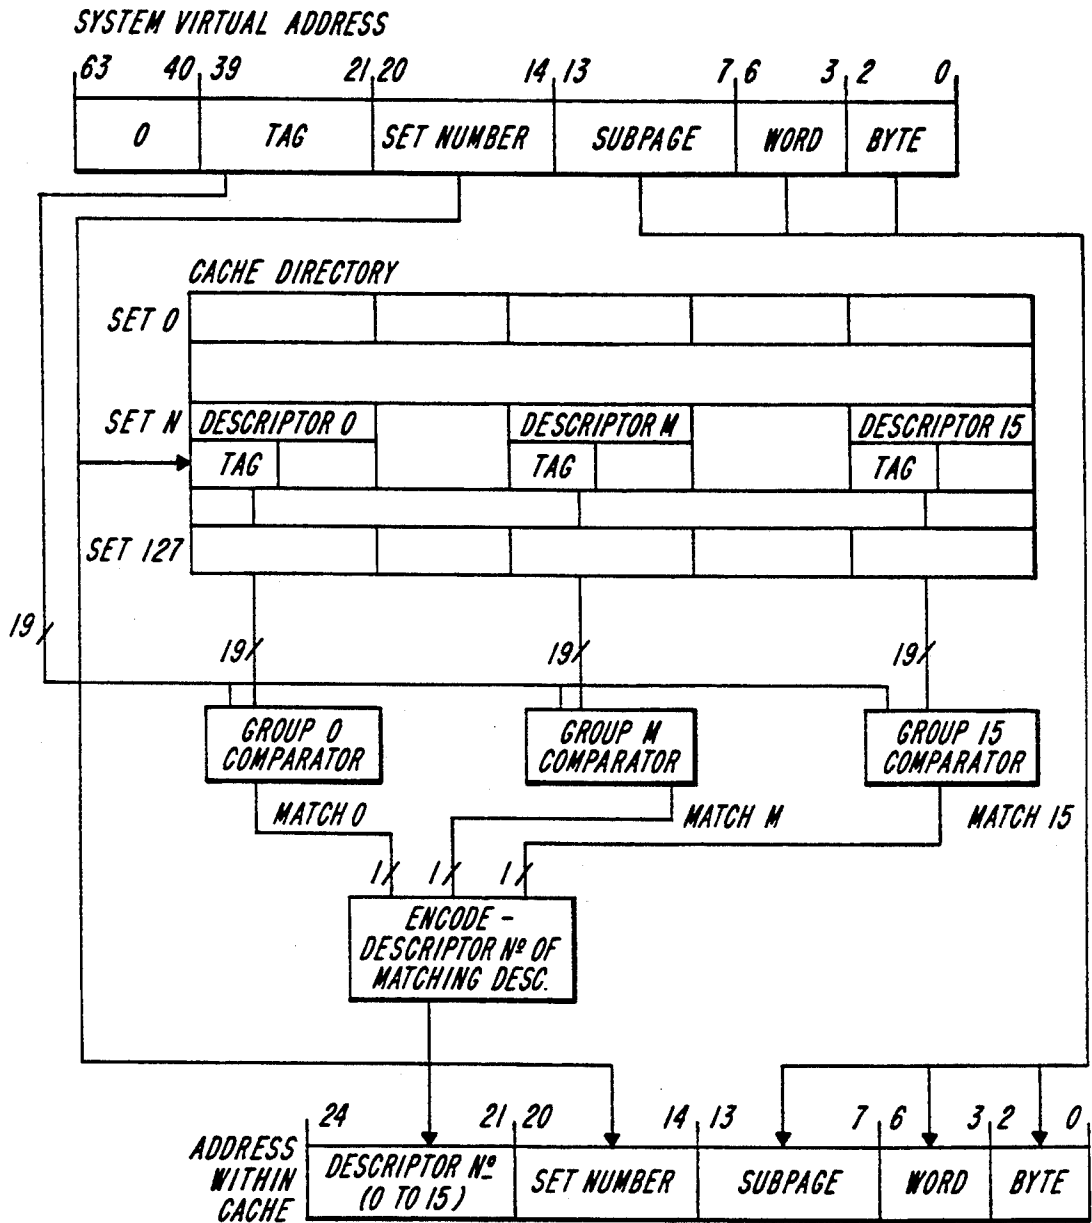 SYSTEM VIRTUAL ADDRESS
63 40 39 21 20 14 13 7 6 3 2 0
0 TAG SET NUMBER SUBPAGE WORD BYTE
CACHE DIRECTORY
SET 0
SET N DESCRIPTOR 0 DESCRIPTOR M DESCRIPTOR 15
TAG TAG TAG
SET 127
19 19 19 19
GROUP 0 COMPARATOR
GROUP M COMPARATOR
GROUP 15 COMPARATOR
MATCH 0 MATCH M MATCH 15
1 1 1
ENCODE -
DESCRIPTOR Nº OF
MATCHING DESC.
24 21 20 14 13 7 6 3 2 0
ADDRESS
WITHIN
CACHE
DESCRIPTOR Nº
(0 TO 15)
SET NUMBER SUBPAGE WORD BYTE